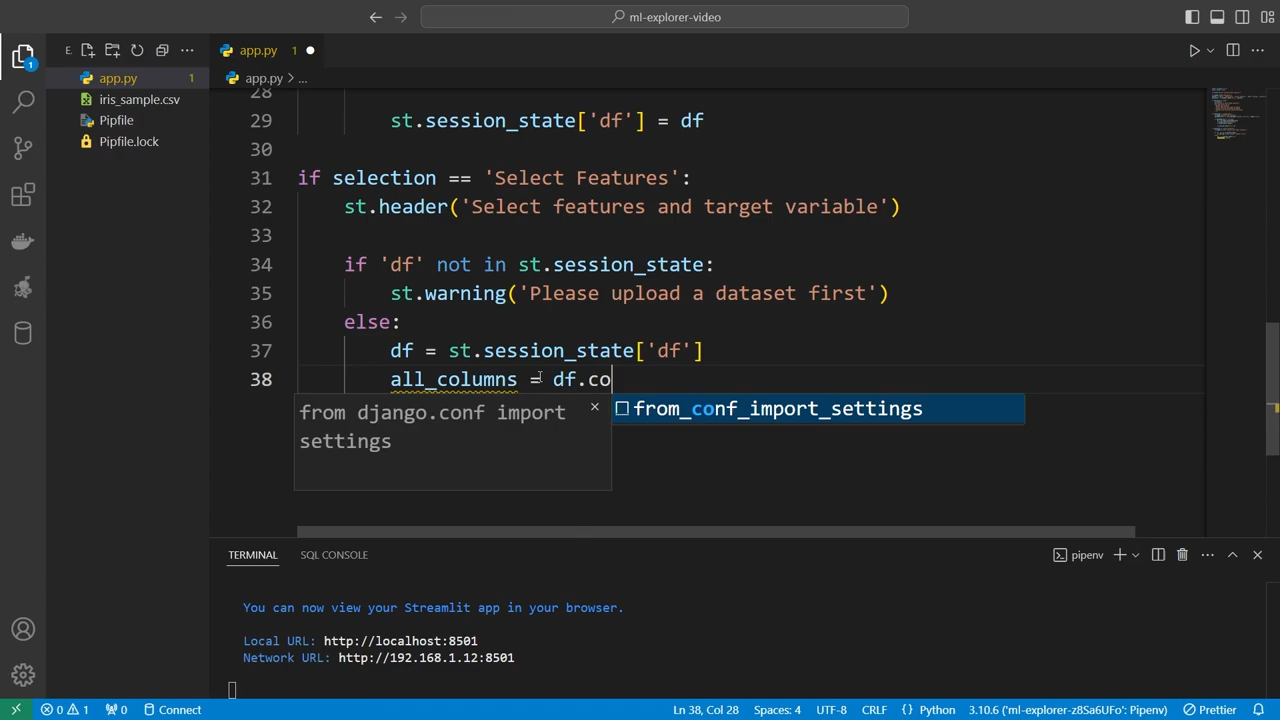 ml-explorer-video
E
app.py 1
app.py 1
app.py > ...
iris_sample.csv
Pipfile
Pipfile.lock
28
29 st.session_state['df'] = df
30
31 if selection == 'Select Features':
32 st.header('Select features and target variable')
33
34 if 'df' not in st.session_state:
35 st.warning('Please upload a dataset first')
36 else:
37 df = st.session_state['df']
38 all_columns = df.co
from django.conf import
settings
from_conf_import_settings
TERMINAL SQL CONSOLE pipenv
You can now view your Streamlit app in your browser.
Local URL: http://localhost:8501
Network URL: http://192.168.1.12:8501
0 1 0 Connect Ln 38, Col 28 Spaces: 4 UTF-8 CRLF {} Python 3.10.6 ('ml-explorer-z8Sa6UFo': Pipenv) Prettier